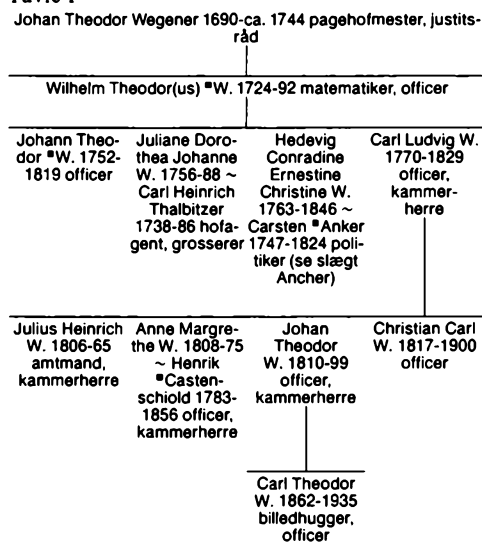 Johan Theodor Wegener 1690-ca. 1744 pagehofmester, justits-
råd
Wilhelm Theodor(us) ■W. 1724-92 matematiker, officer
Johann Theo-
dor ■W. 1752-
1819 officer
Juliane Doro-
thea Johanne
W. 1756-88 ~
Carl Heinrich
Thalbitzer
1738-86 hofa-
gent, grosserer
Hedevig
Conradine
Ernestine
Christine W.
1763-1846 ~
Carsten ■Anker
1747-1824 poli-
tiker (se slægt
Ancher)
Carl Ludvig W.
1770-1829
officer,
kammer-
herre
Julius Heinrich
W. 1806-65
amtmand,
kammerherre
Anne Margre-
the W. 1808-75
~ Henrik
■Casten-
schiold 1783-
1856 officer,
kammerherre
Johan
Theodor
W. 1810-99
officer,
kammerherre
Christian Carl
W. 1817-1900
officer
Carl Theodor
W. 1862-1935
billedhugger,
officer